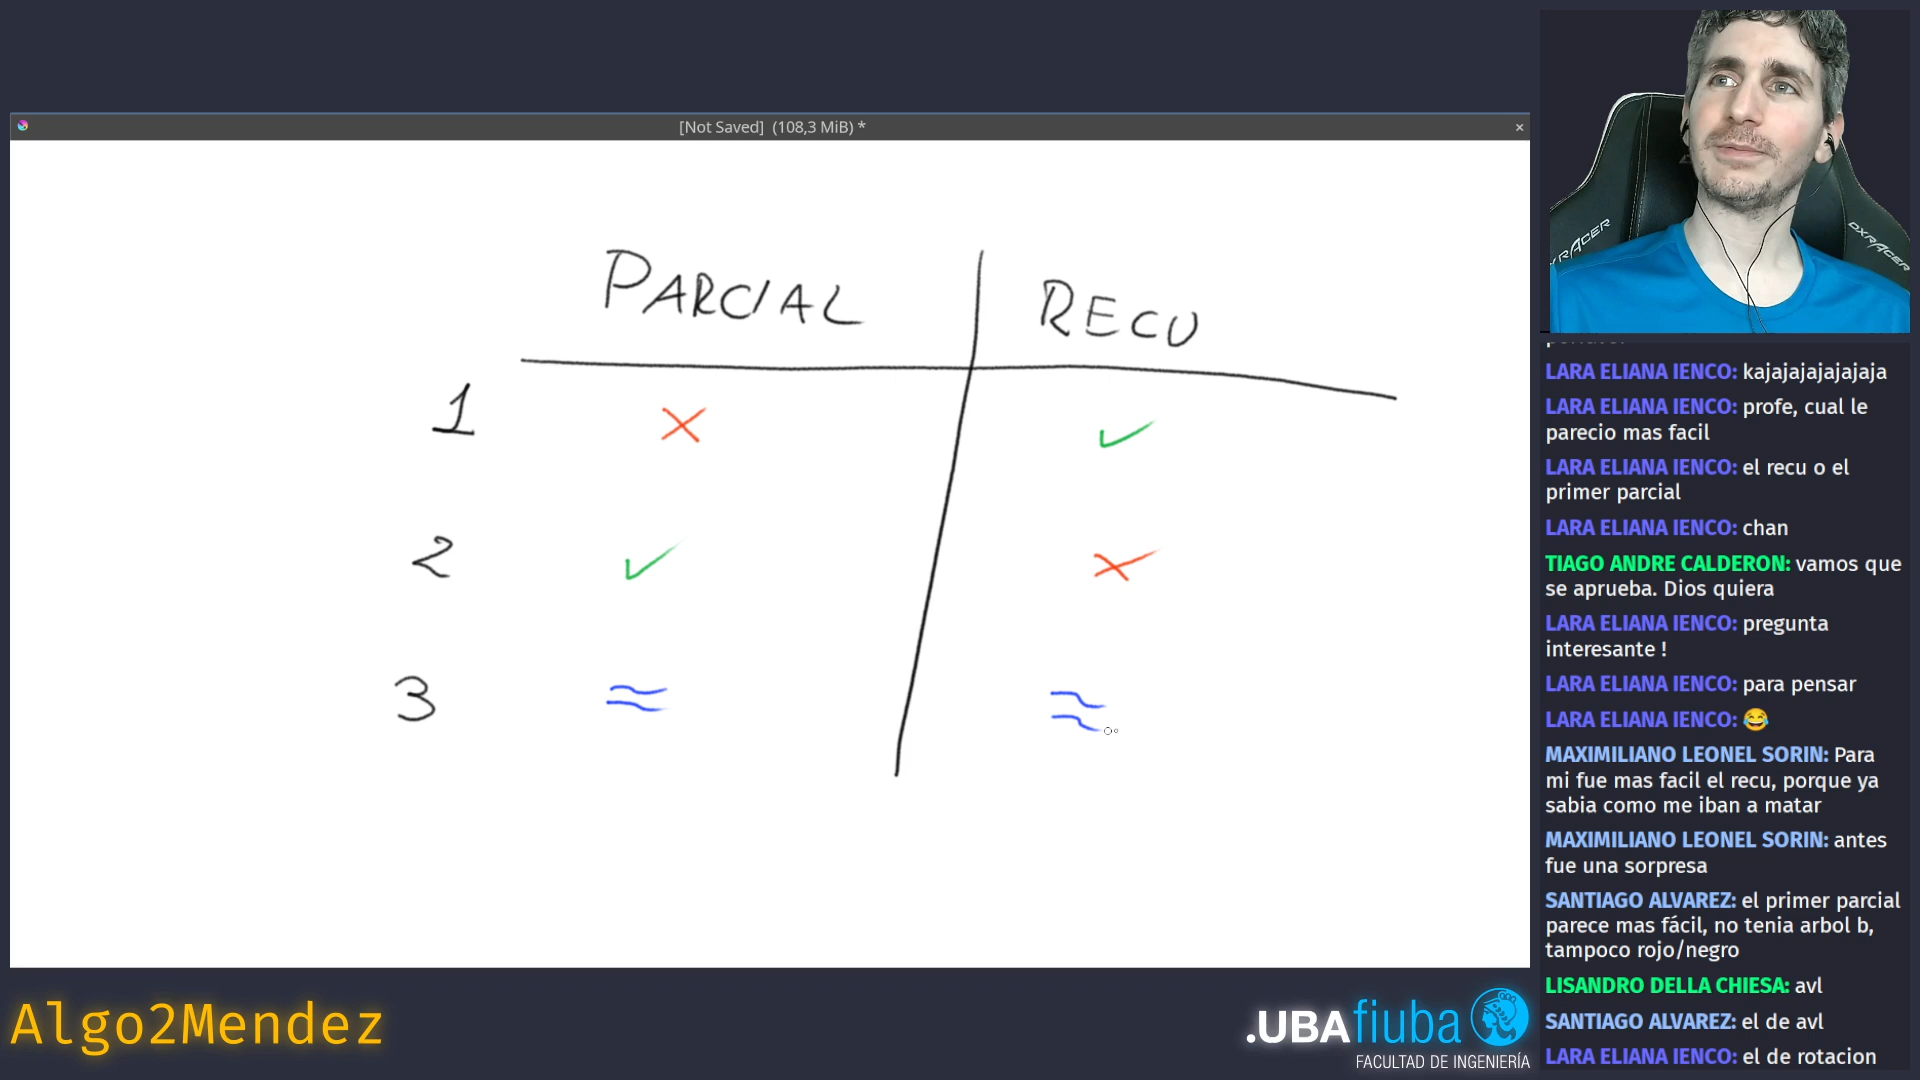 [Not Saved] (108,3 MiB) *
×
PARCIAL
RECU
1
2
3
Algo2Mendez
.UBAfiuba
FACULTAD DE INGENIERÍA
DXRACER
LARA ELIANA IENCO: kajajajajajajaja
LARA ELIANA IENCO: profe, cual le
parecio mas facil
LARA ELIANA IENCO: el recu o el
primer parcial
LARA ELIANA IENCO: chan
TIAGO ANDRE CALDERON: vamos que
se aprueba. Dios quiera
LARA ELIANA IENCO: pregunta
interesante !
LARA ELIANA IENCO: para pensar
LARA ELIANA IENCO: 😂
MAXIMILIANO LEONEL SORIN: Para
mi fue mas facil el recu, porque ya
sabia como me iban a matar
MAXIMILIANO LEONEL SORIN: antes
fue una sorpresa
SANTIAGO ALVAREZ: el primer parcial
parece mas fácil, no tenia arbol b,
tampoco rojo/negro
LISANDRO DELLA CHIESA: avl
SANTIAGO ALVAREZ: el de avl
LARA ELIANA IENCO: el de rotacion